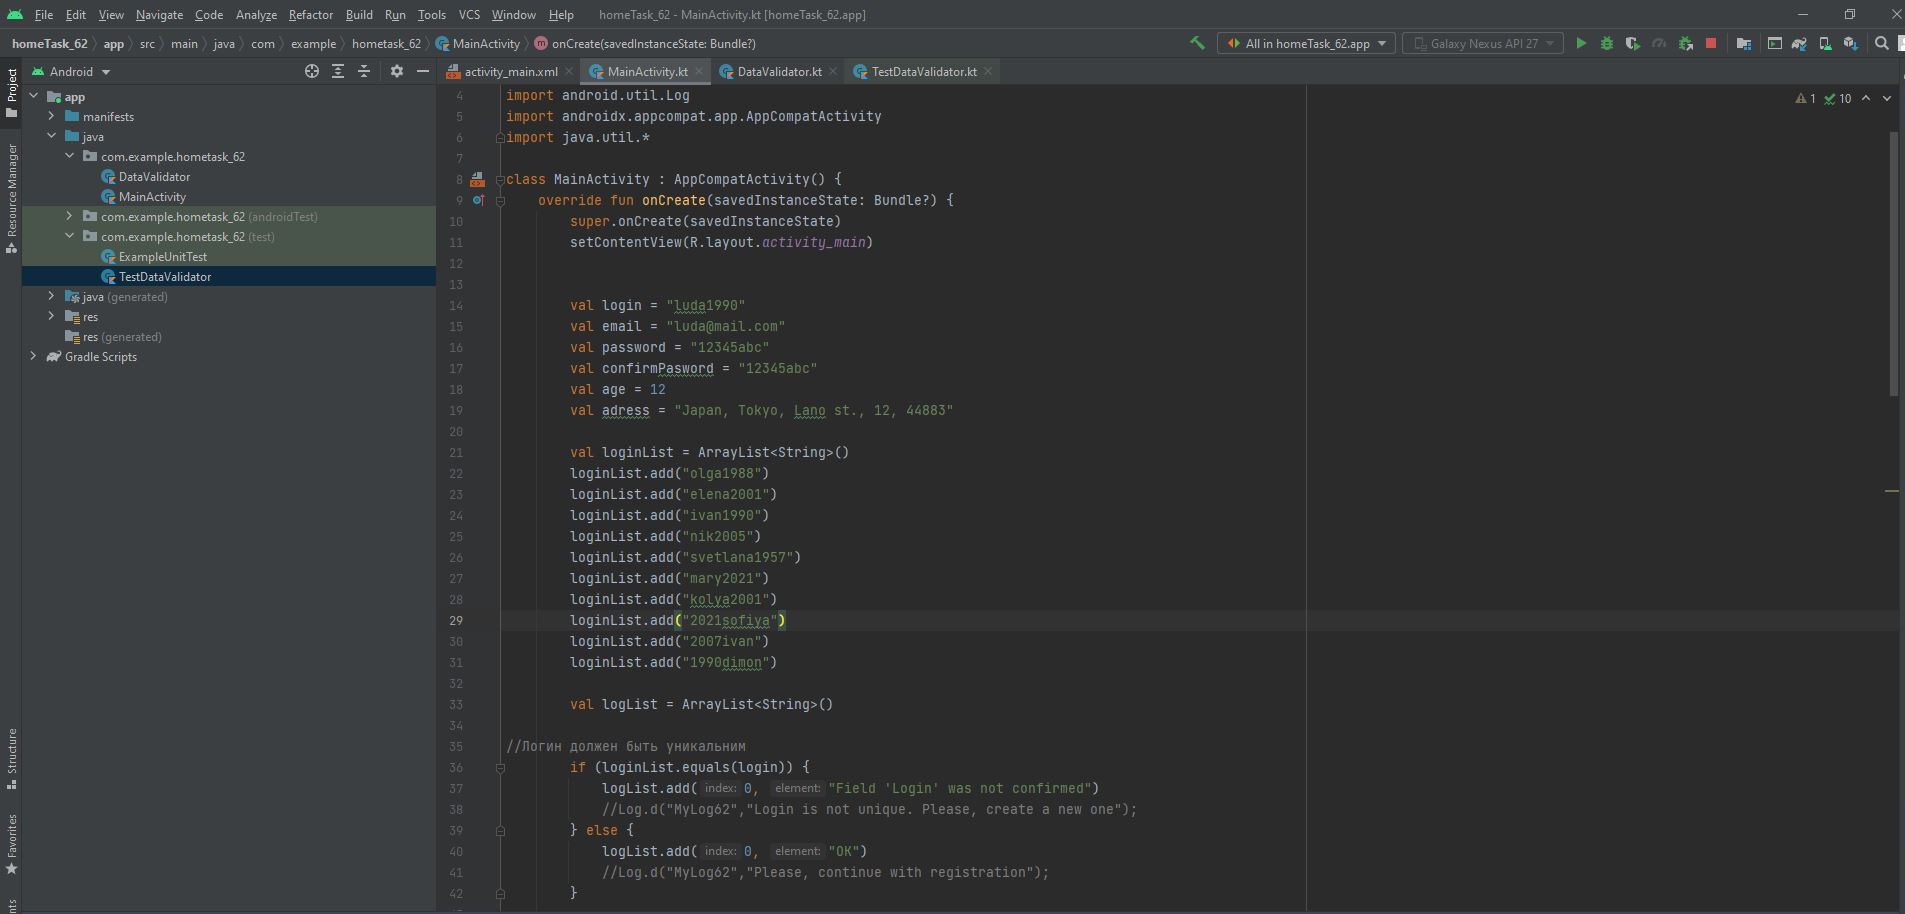 File Edit View Navigate Code Analyze Refactor Build Run Tools VCS Window Help homeTask_62 - MainActivity.kt [homeTask_62.app]
homeTask_62 app src main java com example hometask_62 MainActivity m onCreate(savedInstanceState: Bundle?) All in homeTask_62.app Galaxy Nexus API 27
Project
Resource Manager
Structure
Favorites
Android
app
manifests
java
com.example.hometask_62
DataValidator
MainActivity
com.example.hometask_62 (androidTest)
com.example.hometask_62 (test)
ExampleUnitTest
TestDataValidator
java (generated)
res
res (generated)
Gradle Scripts
activity_main.xml MainActivity.kt DataValidator.kt TestDataValidator.kt
1 10
4 import android.util.Log
5 import androidx.appcompat.app.AppCompatActivity
6 import java.util.*
7
8 class MainActivity : AppCompatActivity() {
9 override fun onCreate(savedInstanceState: Bundle?) {
10 super.onCreate(savedInstanceState)
11 setContentView(R.layout.activity_main)
12
13
14 val login = "luda1990"
15 val email = "luda@mail.com"
16 val password = "12345abc"
17 val confirmPasword = "12345abc"
18 val age = 12
19 val adress = "Japan, Tokyo, Lano st., 12, 44883"
20
21 val loginList = ArrayList<String>()
22 loginList.add("olga1988")
23 loginList.add("elena2001")
24 loginList.add("ivan1990")
25 loginList.add("nik2005")
26 loginList.add("svetlana1957")
27 loginList.add("mary2021")
28 loginList.add("kolya2001")
29 loginList.add("2021sofiya")
30 loginList.add("2007ivan")
31 loginList.add("1990dimon")
32
33 val logList = ArrayList<String>()
34
35 //Логин должен быть уникальним
36 if (loginList.equals(login)) {
37 logList.add( index: 0, element: "Field 'Login' was not confirmed")
38 //Log.d("MyLog62","Login is not unique. Please, create a new one");
39 } else {
40 logList.add( index: 0, element: "OK")
41 //Log.d("MyLog62","Please, continue with registration");
42 }